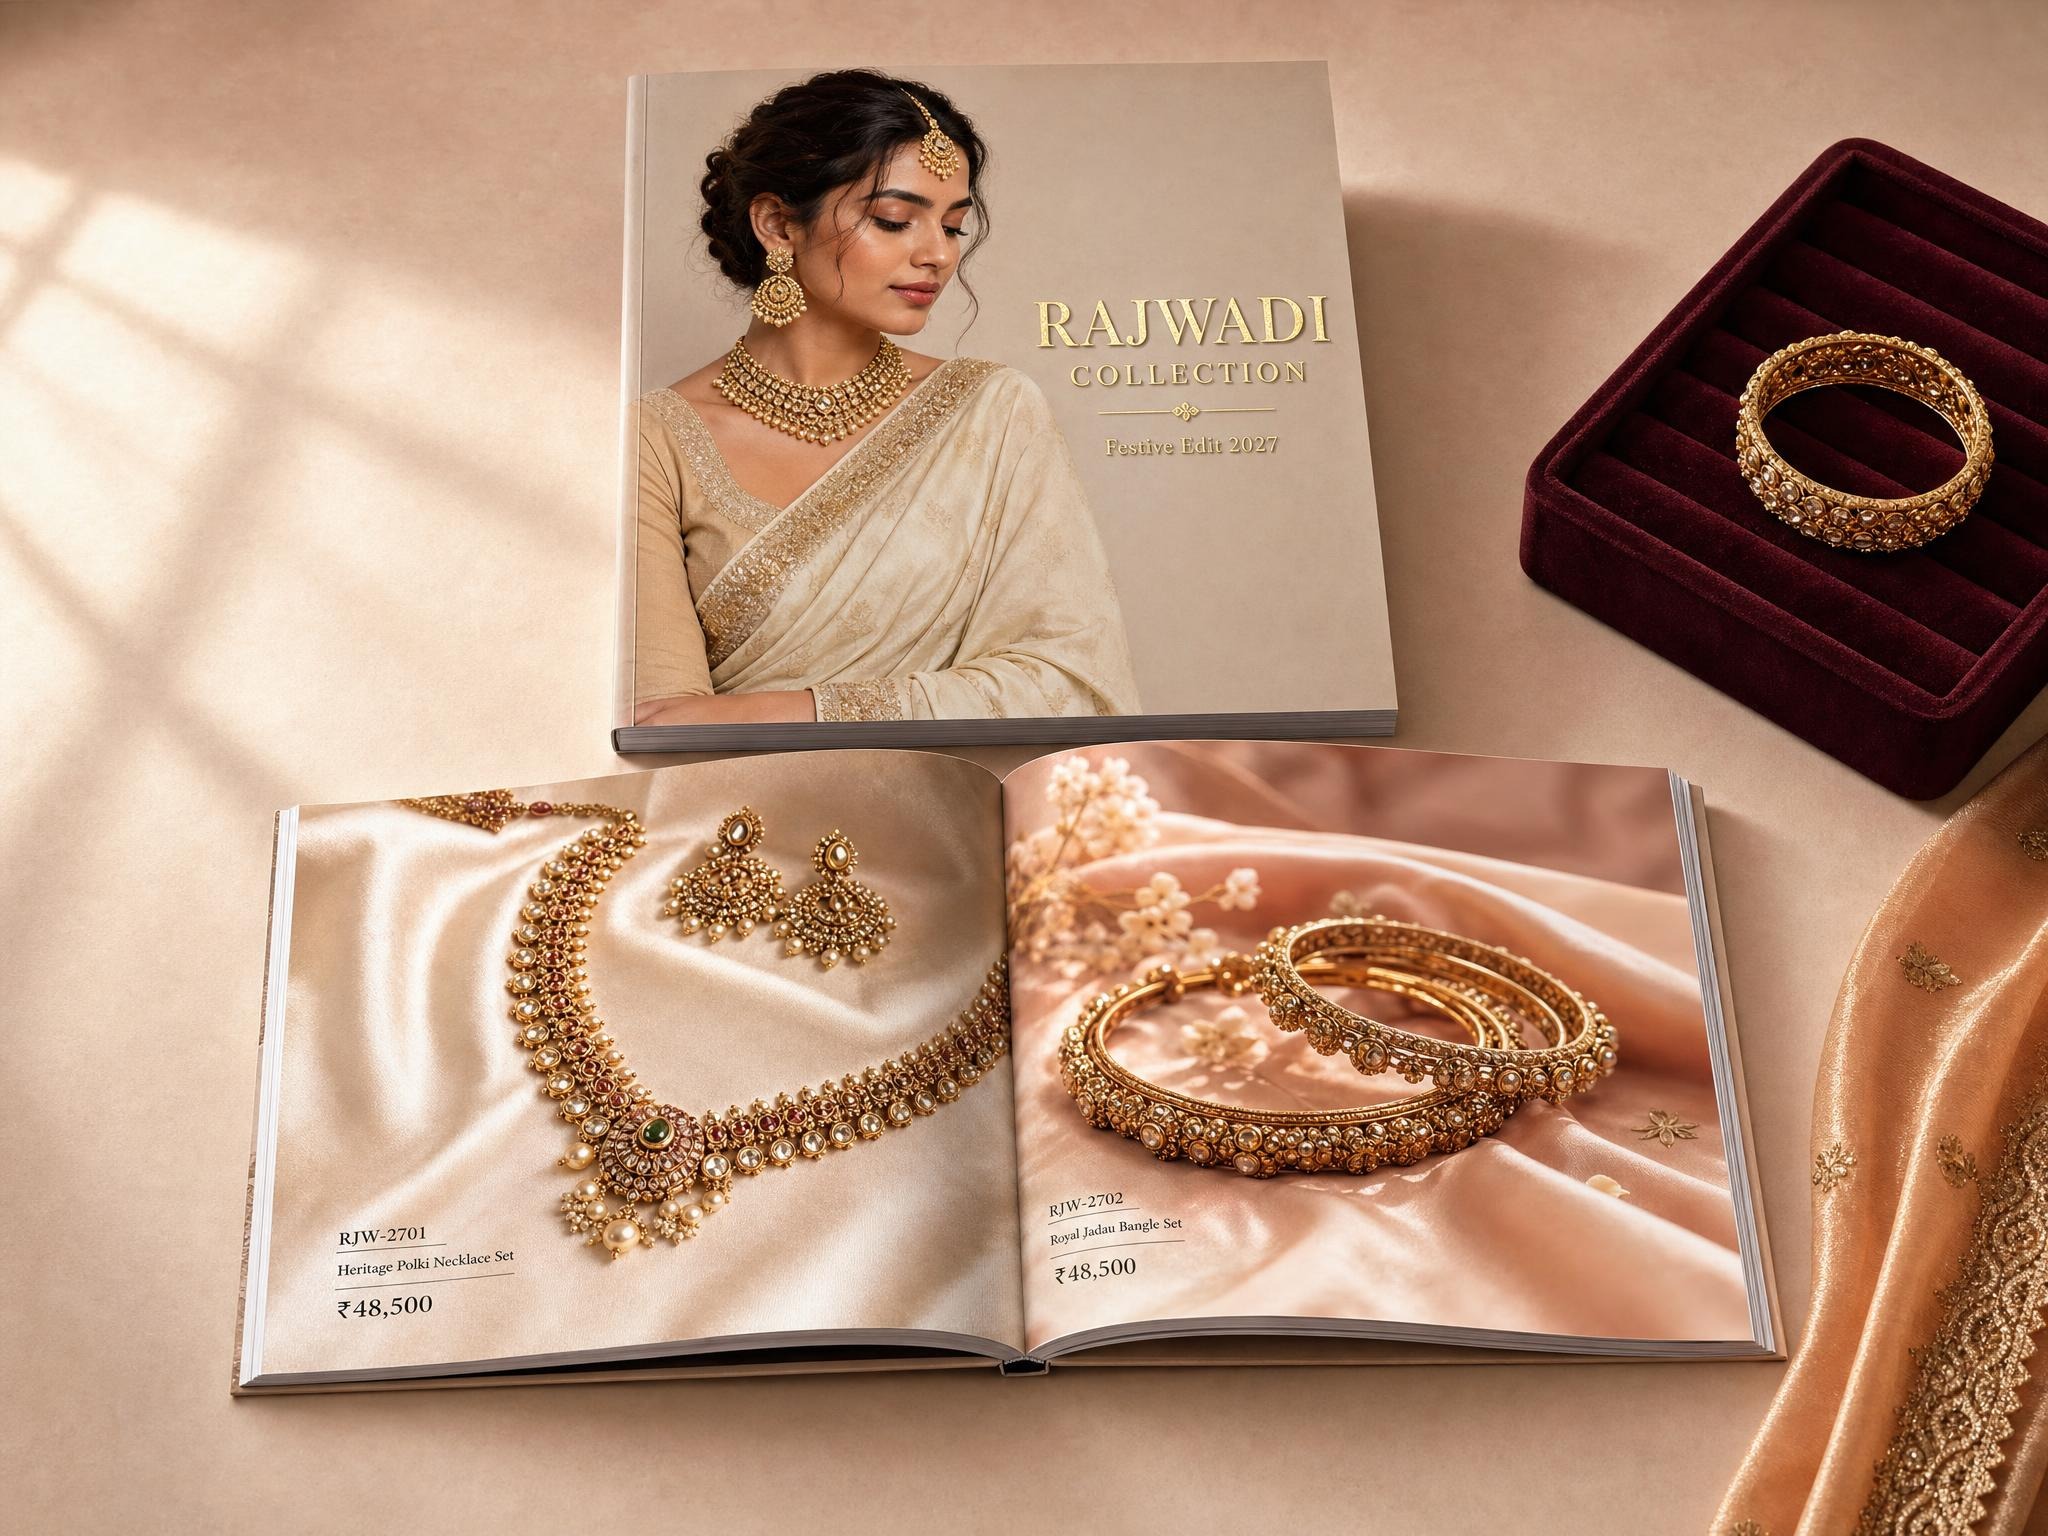 RAJWADI
COLLECTION
Festive Edit 2027
RJW-2701
Heritage Polki Necklace Set
₹48,500
RJW-2702
Royal Jadau Bangle Set
₹48,500